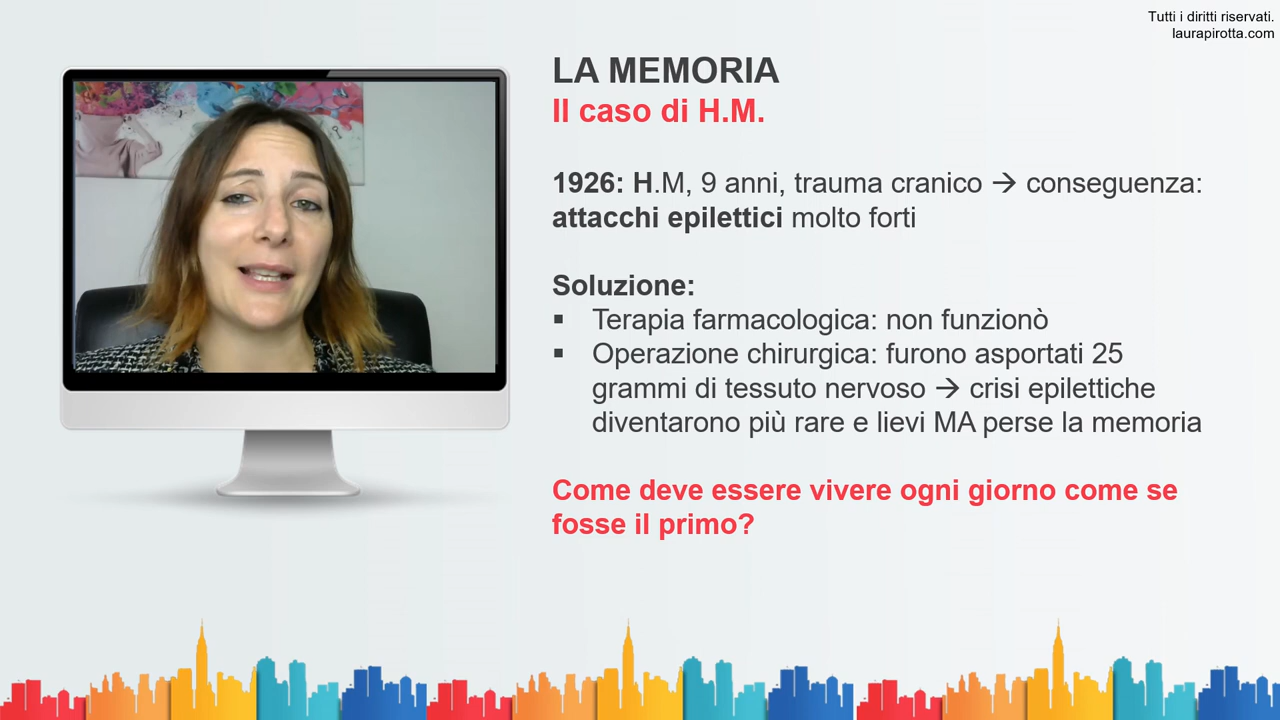 Tutti i diritti riservati.
laurapirotta.com
LA MEMORIA
Il caso di H.M.
1926: H.M, 9 anni, trauma cranico → conseguenza:
attacchi epilettici molto forti
Soluzione:
▪ Terapia farmacologica: non funzionò
▪ Operazione chirurgica: furono asportati 25
grammi di tessuto nervoso → crisi epilettiche
diventarono più rare e lievi MA perse la memoria
Come deve essere vivere ogni giorno come se
fosse il primo?